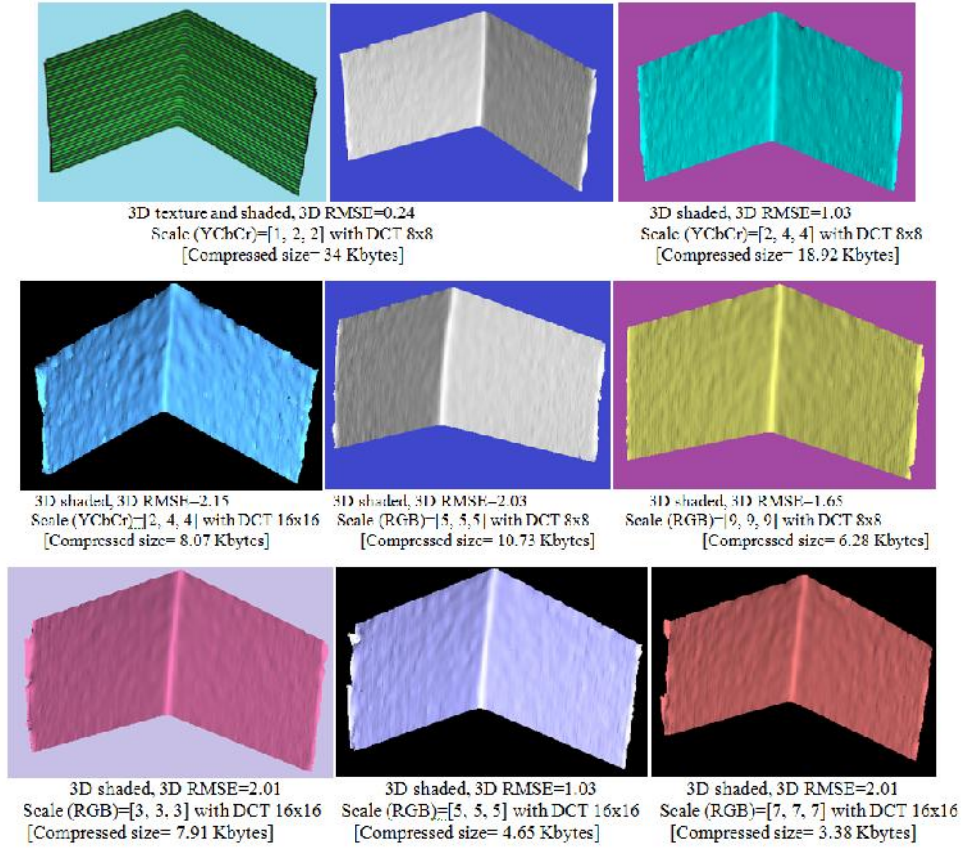 3D texture and shaded, 3D RMSE=0.24
Scale (YCbCr)=[1, 2, 2] with DCT 8x8
[Compressed size= 34 Kbytes]
3D shaded, 3D RMSE=1.03
Scale (YCbCr)=[2, 4, 4] with DCT 8x8
[Compressed size= 18.92 Kbytes]
3D shaded, 3D RMSE=2.15
Scale (YCbCr)=[2, 4, 4] with DCT 16x16
[Compressed size= 8.07 Kbytes]
3D shaded, 3D RMSE=2.03
Scale (RGB)=[5, 5,5] with DCT 8x8
[Compressed size= 10.73 Kbytes]
3D shaded, 3D RMSE=1.65
Scale (RGB)=[9, 9, 9] with DCT 8x8
[Compressed size= 6.28 Kbytes]
3D shaded, 3D RMSE=2.01
Scale (RGB)=[3, 3, 3] with DCT 16x16
[Compressed size= 7.91 Kbytes]
3D shaded, 3D RMSE=1.03
Scale (RGB)=[5, 5, 5] with DCT 16x16
[Compressed size= 4.65 Kbytes]
3D shaded, 3D RMSE=2.01
Scale (RGB)=[7, 7, 7] with DCT 16x16
[Compressed size= 3.38 Kbytes]